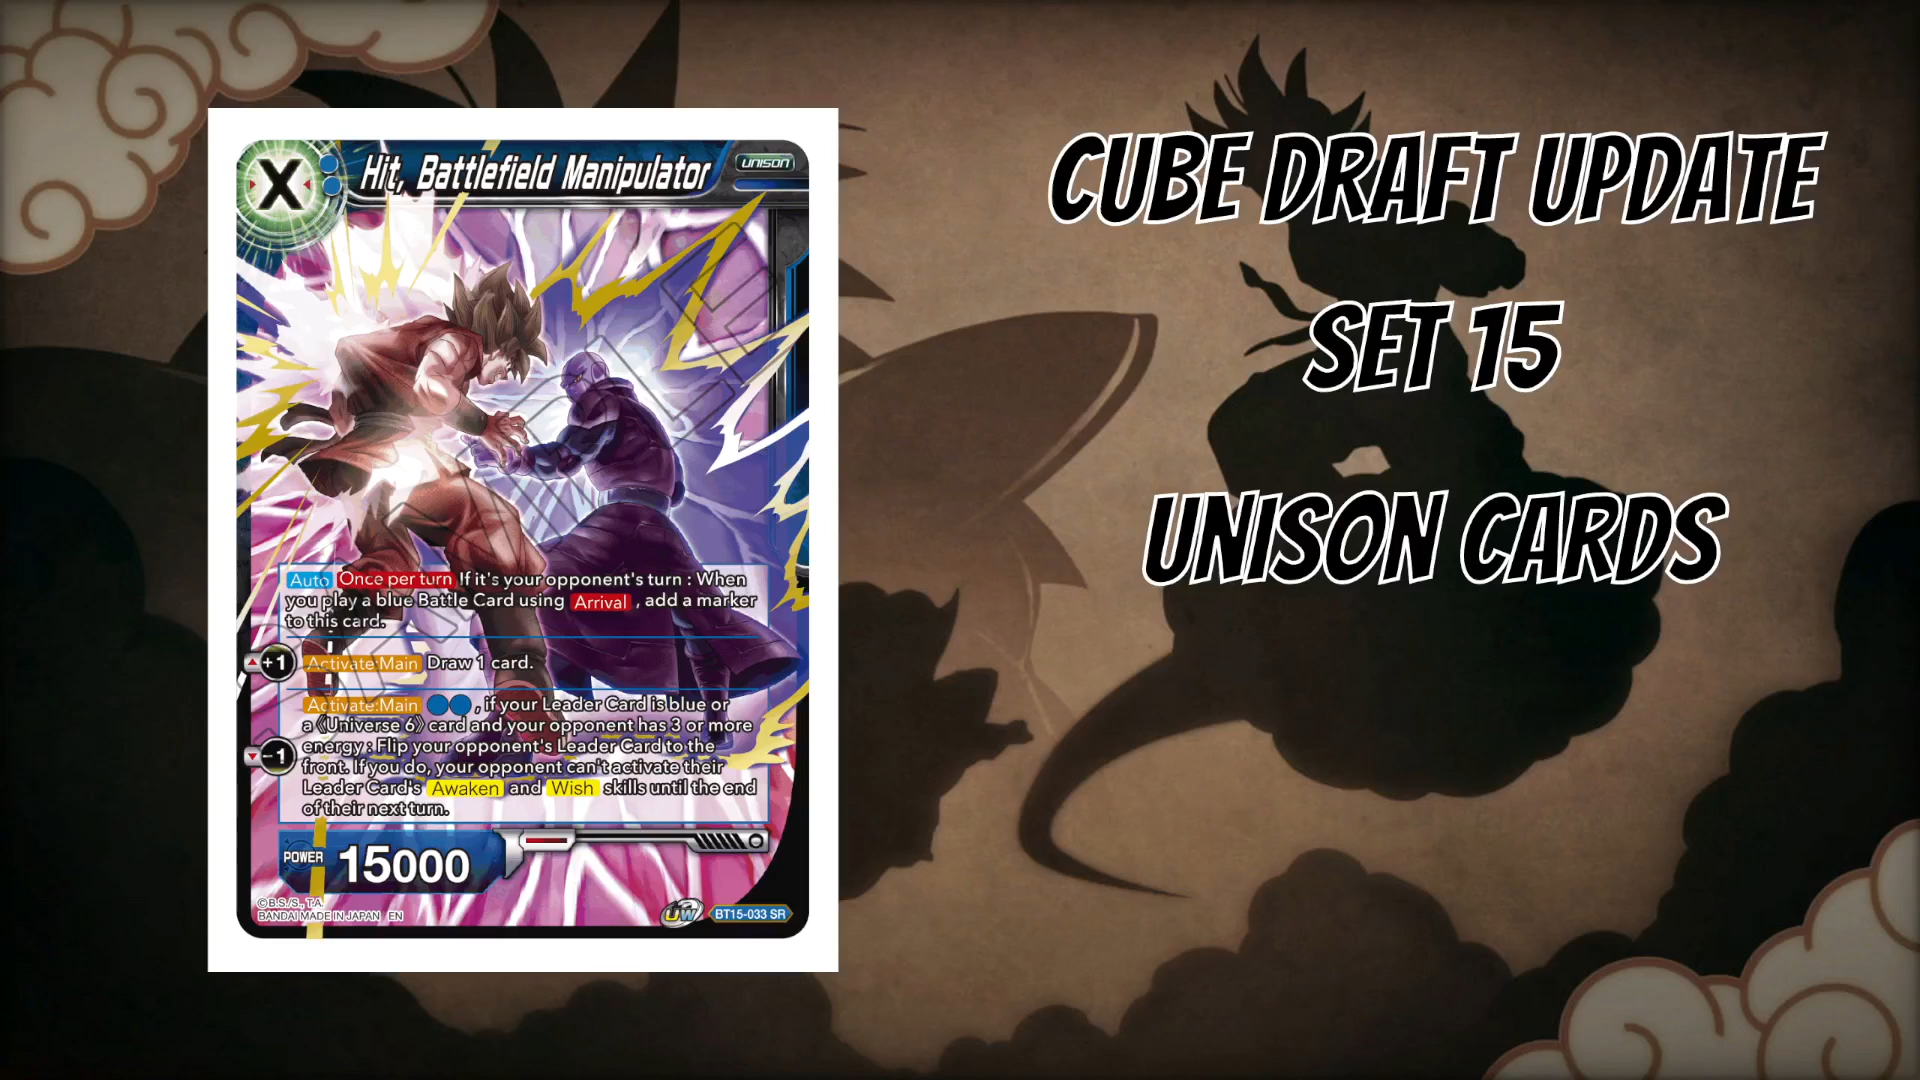 X
Hit, Battlefield Manipulator
UNISON
Auto Once per turn If it's your opponent's turn : When
you play a blue Battle Card using Arrival , add a marker
to this card.
+1 Activate:Main Draw 1 card.
Activate:Main , if your Leader Card is blue or
a 《Universe 6》 card and your opponent has 3 or more
energy : Flip your opponent's Leader Card to the
−1
front. If you do, your opponent can't activate their
Leader Card's Awaken and Wish skills until the end
of their next turn.
POWER 15000
©B.S./S., T.A.
BANDAI MADE IN JAPAN EN
UW
BT15-033 SR
CUBE DRAFT UPDATE
SET 15
UNISON CARDS